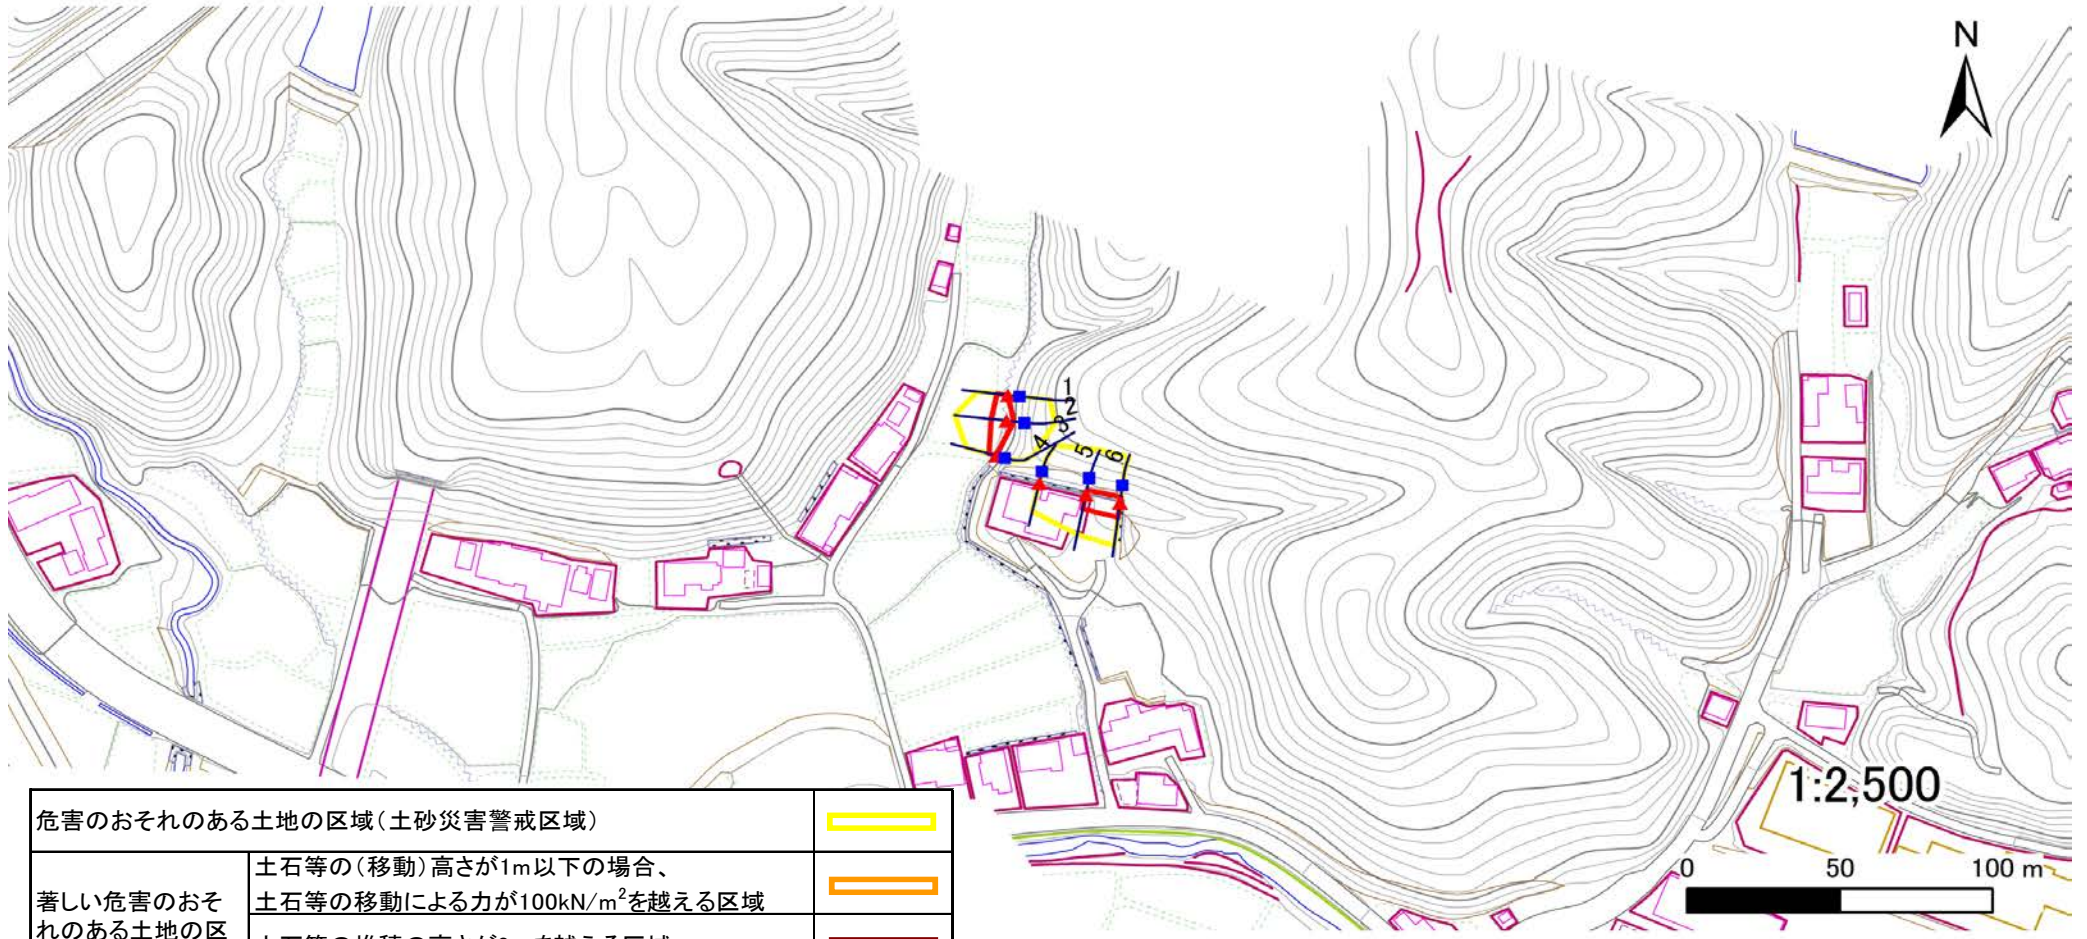 N
1
2
3
4
5
6
1:2,500
0 50 100 m
危害のおそれのある土地の区域(土砂災害警戒区域)
著しい危害のおそ
れのある土地の区
土石等の(移動)高さが1m以下の場合、
土石等の移動による力が100kN/m²を越える区域